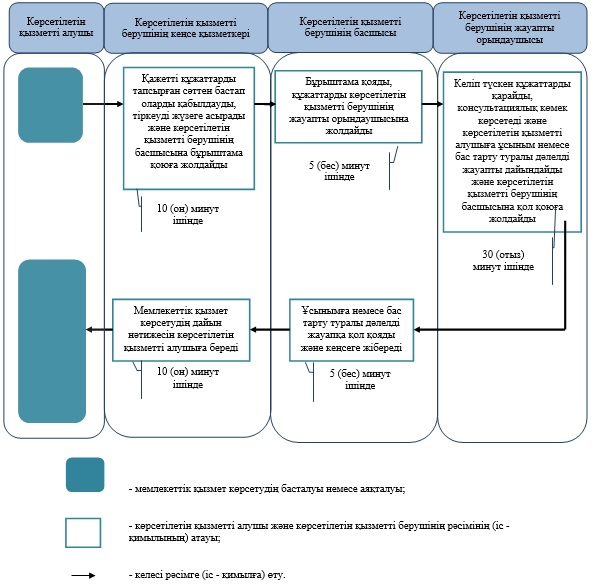 Көрсетілетін
қызметті алушы
Көрсетілетін қызметті
берушінің кеңсе қызметкері
Көрсетілетін қызметті
берушінің басшысы
Көрсетілетін қызметті
берушінің жауапты
орындаушысы
Қажетті құжаттарды
тапсырған сәттен бастап
оларды қабылдауды,
тіркеуді жүзеге асырады
және көрсетілетін
қызметті берушінің
басшысына бұрыштама
қоюға жолдайды
10 (он) минут
ішінде
Бұрыштама қояды,
құжаттарды көрсетілетін
қызметті берушінің
жауапты орындаушысына
жолдайды
5 (бес) минут
ішінде
Келіп түскен құжаттарды
қарайды,
консультациялық көмек
көрсетеді және
көрсетілетін қызметті
алушыға ұсыным немесе
бас тарту туралы дәлелді
жауапты дайындайды
және көрсетілетін
қызметті берушінің
басшысына қол қоюға
жолдайды
30 (отыз)
минут ішінде
Мемлекеттік қызмет
көрсетудің дайын
нәтижесін көрсетілетін
қызметті алушыға береді
10 (он) минут
ішінде
Ұсынымға немесе бас
тарту туралы дәлелді
жауапқа қол қояды
және кеңсеге жібереді
5 (бес) минут
ішінде
- мемлекеттік қызмет көрсетудің басталуы немесе аяқталуы;
- көрсетілетін қызметті алушы және көрсетілетін қызметті берушінің рәсімінің (іс -
қимылының) атауы;
- келесі рәсімге (іс - қимылға) өту.